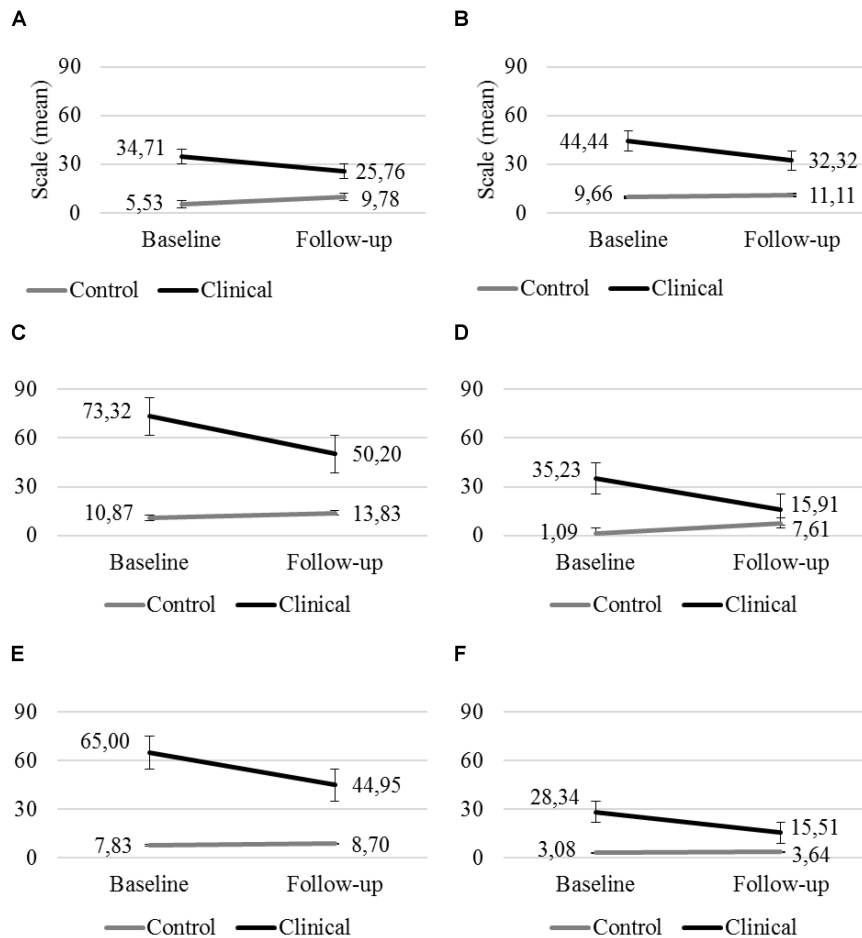 A
Scale (mean)
90
60
30
0
34,71
25,76
5,53
9,78
Baseline Follow-up
Control Clinical
B
Scale (mean)
90
60
30
0
44,44
32,32
9,66
11,11
Baseline Follow-up
Control Clinical
C
90
60
30
0
73,32
50,20
10,87
13,83
Baseline Follow-up
Control Clinical
D
90
60
30
0
35,23
15,91
1,09
7,61
Baseline Follow-up
Control Clinical
E
90
60
30
0
65,00
44,95
7,83
8,70
Baseline Follow-up
Control Clinical
F
90
60
30
0
28,34
15,51
3,08
3,64
Baseline Follow-up
Control Clinical